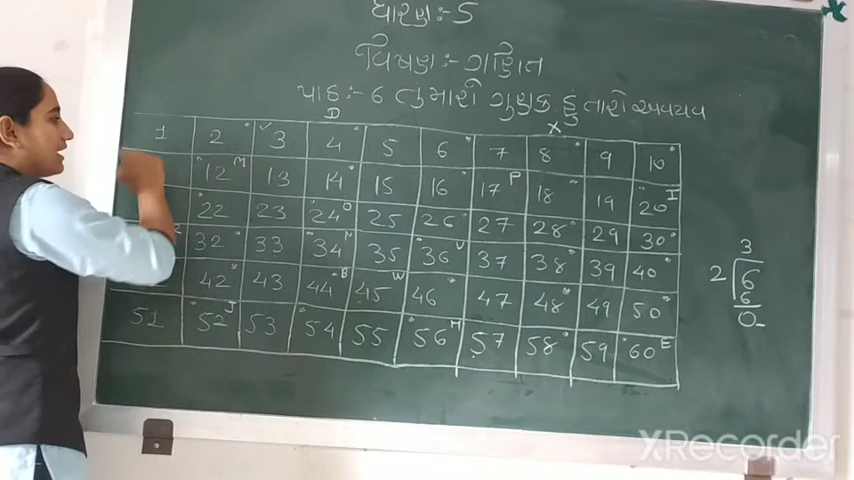 ધોરણ:- 5
વિષય:- ગણિત
પાઠ:- 6 તુ મારો ગુણક હું તારો અવયવ
D X
1 2 3 4 5 6 7 8 9 10
12 M 13 14 15 16 17 P 18 19 20 I
22 23 24 O 25 26 27 28 29 30
32 33 34 N 35 36 U 37 38 39 40
42 43 44 B 45 W 46 47 48 49 50
51 52 J 53 54 55 56 H 57 58 59 60 E
3
2 6
6
0
XRecorder